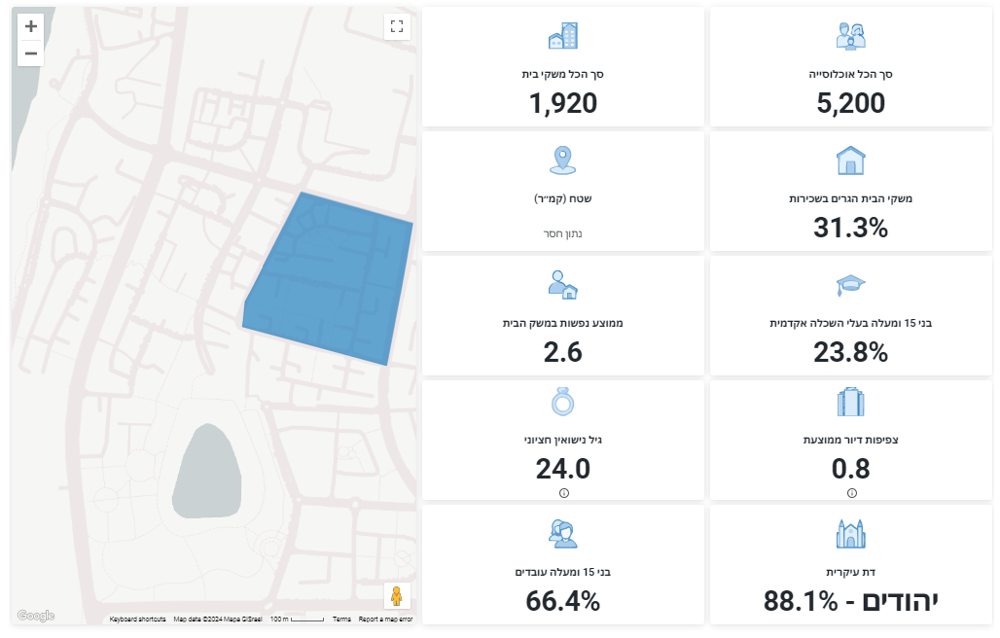 סך הכל אוכלוסייה
5,200
סך הכל משקי בית
1,920
משקי הבית הגרים בשכירות
31.3%
שטח (קמ״ר)
נתון חסר
בני 15 ומעלה בעלי השכלה אקדמית
23.8%
ממוצע נפשות במשק הבית
2.6
צפיפות דיור ממוצעת
0.8
גיל נישואין חציוני
24.0
דת עיקרית
יהודים - 88.1%
בני 15 ומעלה עובדים
66.4%
Google
Keyboard shortcuts Map data ©2024 Mapa GISrael 100 m Terms Report a map error